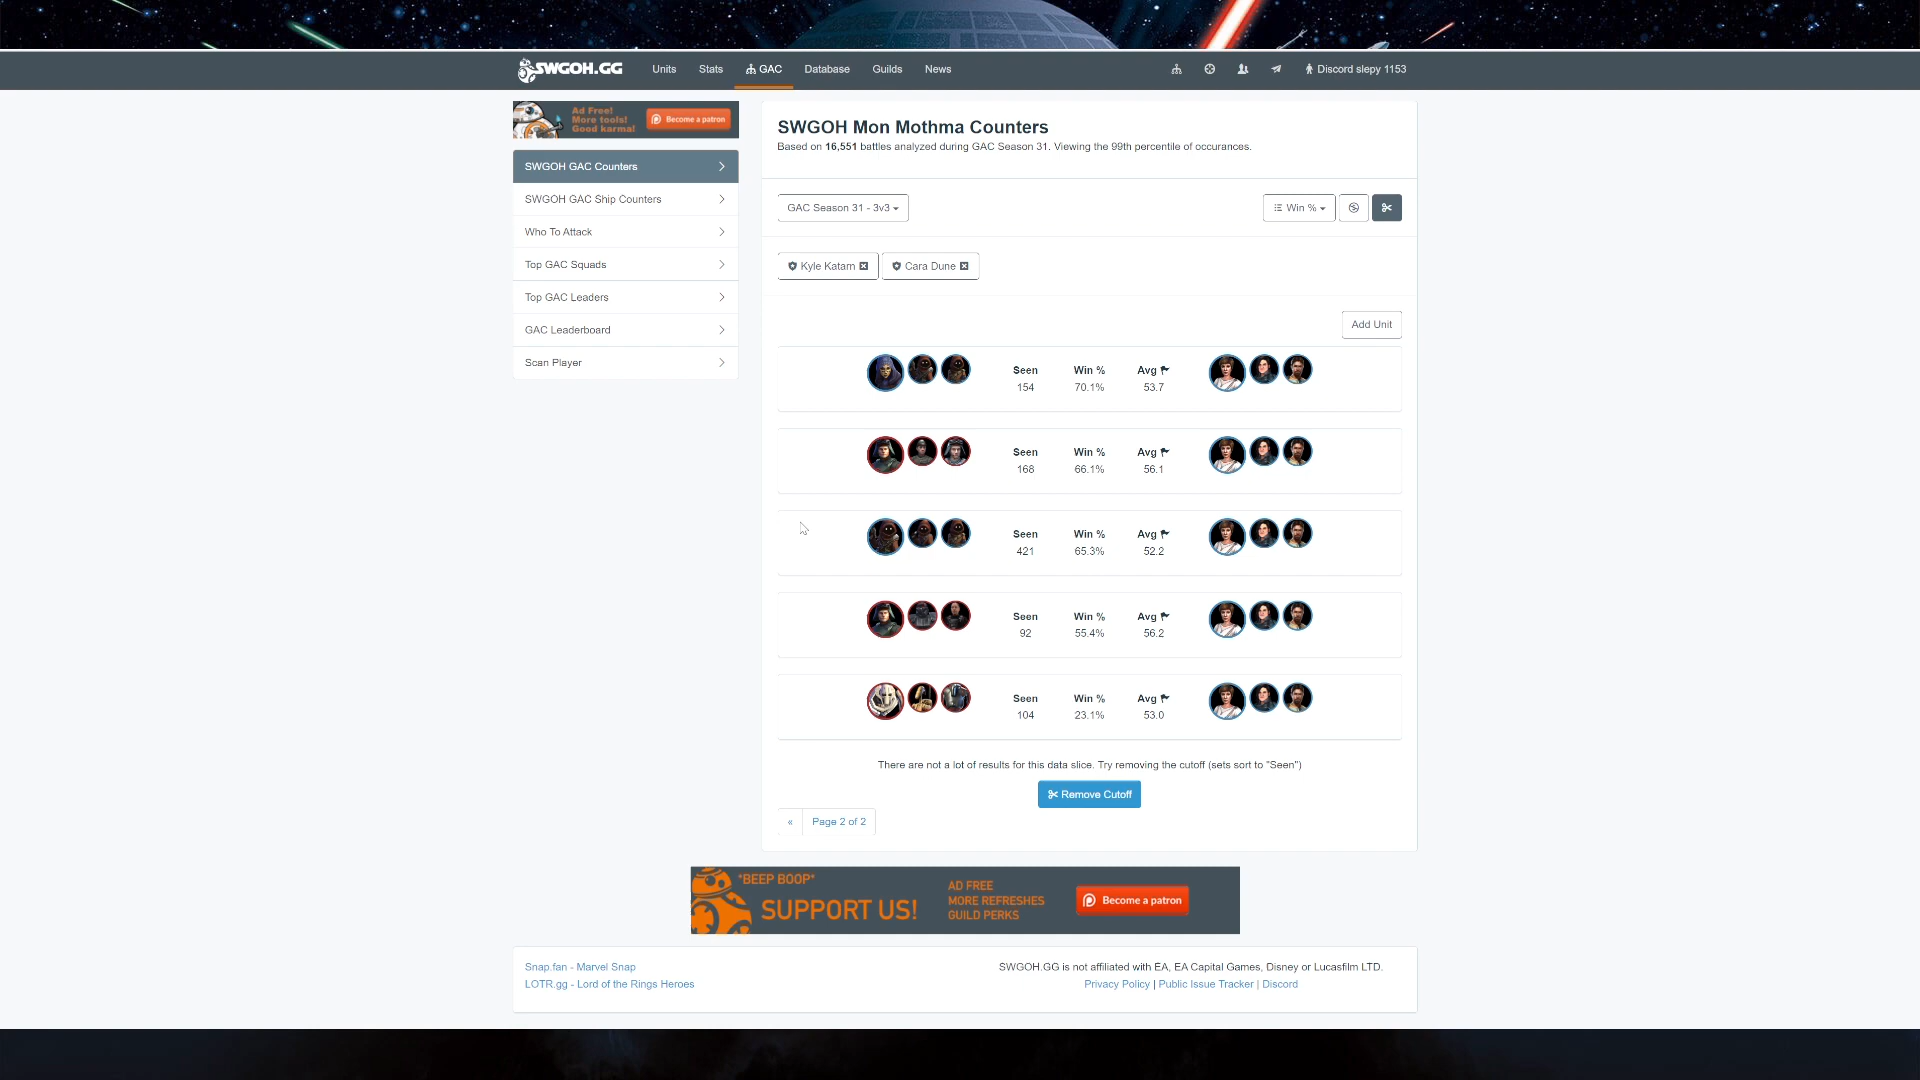 SWGOH.GG
Units
Stats
GAC
Database
Guilds
News
Discord slepy 1153
Ad Free!
More tools!
Good karma!
Become a patron
SWGOH GAC Counters
SWGOH GAC Ship Counters
Who To Attack
Top GAC Squads
Top GAC Leaders
GAC Leaderboard
Scan Player
SWGOH Mon Mothma Counters
Based on 16,551 battles analyzed during GAC Season 31. Viewing the 99th percentile of occurances.
GAC Season 31 - 3v3
Win %
Kyle Katarn
Cara Dune
Add Unit
Seen Win % Avg
154 70.1% 53.7
Seen Win % Avg
168 66.1% 56.1
Seen Win % Avg
421 65.3% 52.2
Seen Win % Avg
92 55.4% 56.2
Seen Win % Avg
104 23.1% 53.0
There are not a lot of results for this data slice. Try removing the cutoff (sets sort to "Seen")
Remove Cutoff
« Page 2 of 2
*BEEP BOOP*
SUPPORT US!
AD FREE
MORE REFRESHES
GUILD PERKS
Become a patron
Snap.fan - Marvel Snap
LOTR.gg - Lord of the Rings Heroes
SWGOH.GG is not affiliated with EA, EA Capital Games, Disney or Lucasfilm LTD.
Privacy Policy | Public Issue Tracker | Discord